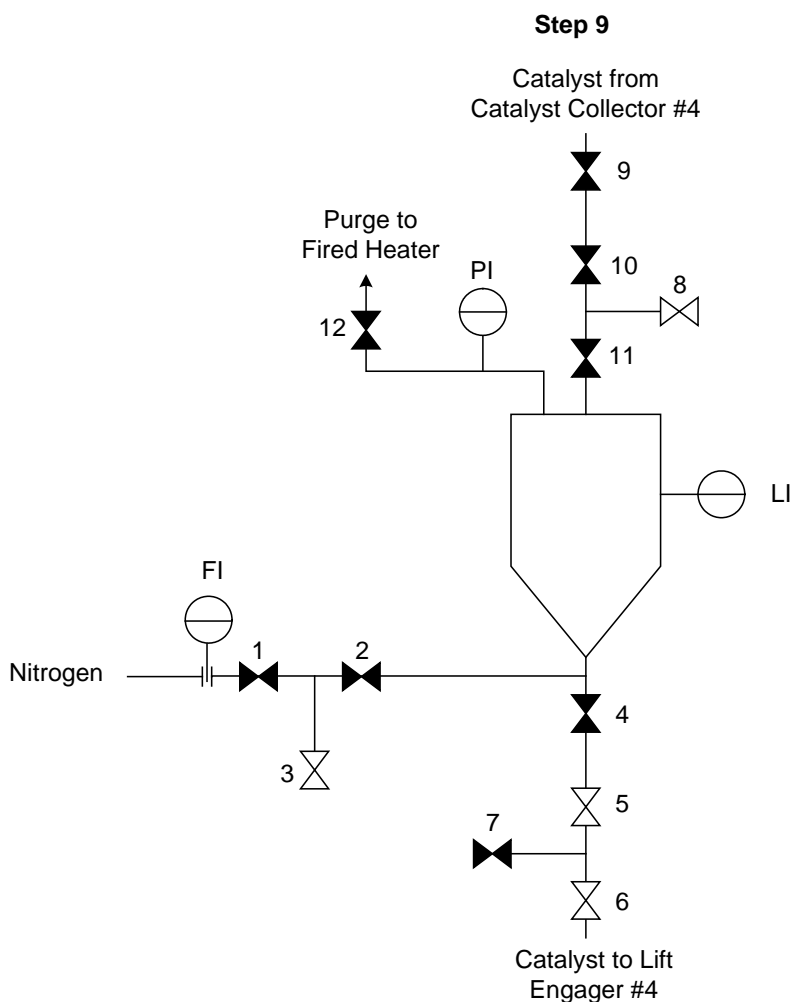 Step 9
Catalyst from
Catalyst Collector #4
9
Purge to
Fired Heater
PI
10
8
12
11
LI
FI
Nitrogen
1
2
4
3
5
7
6
Catalyst to Lift
Engager #4